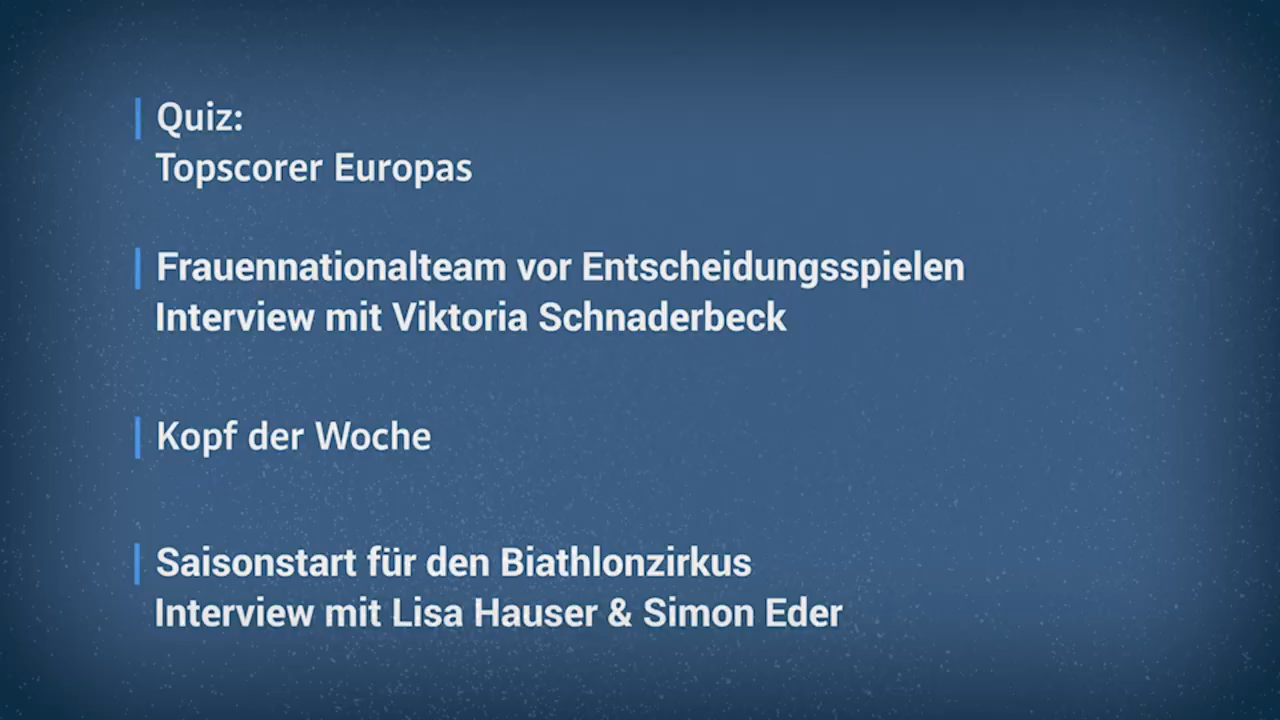 Quiz:
Topscorer Europas
Frauennationalteam vor Entscheidungsspielen
Interview mit Viktoria Schnaderbeck
Kopf der Woche
Saisonstart für den Biathlonzirkus
Interview mit Lisa Hauser & Simon Eder